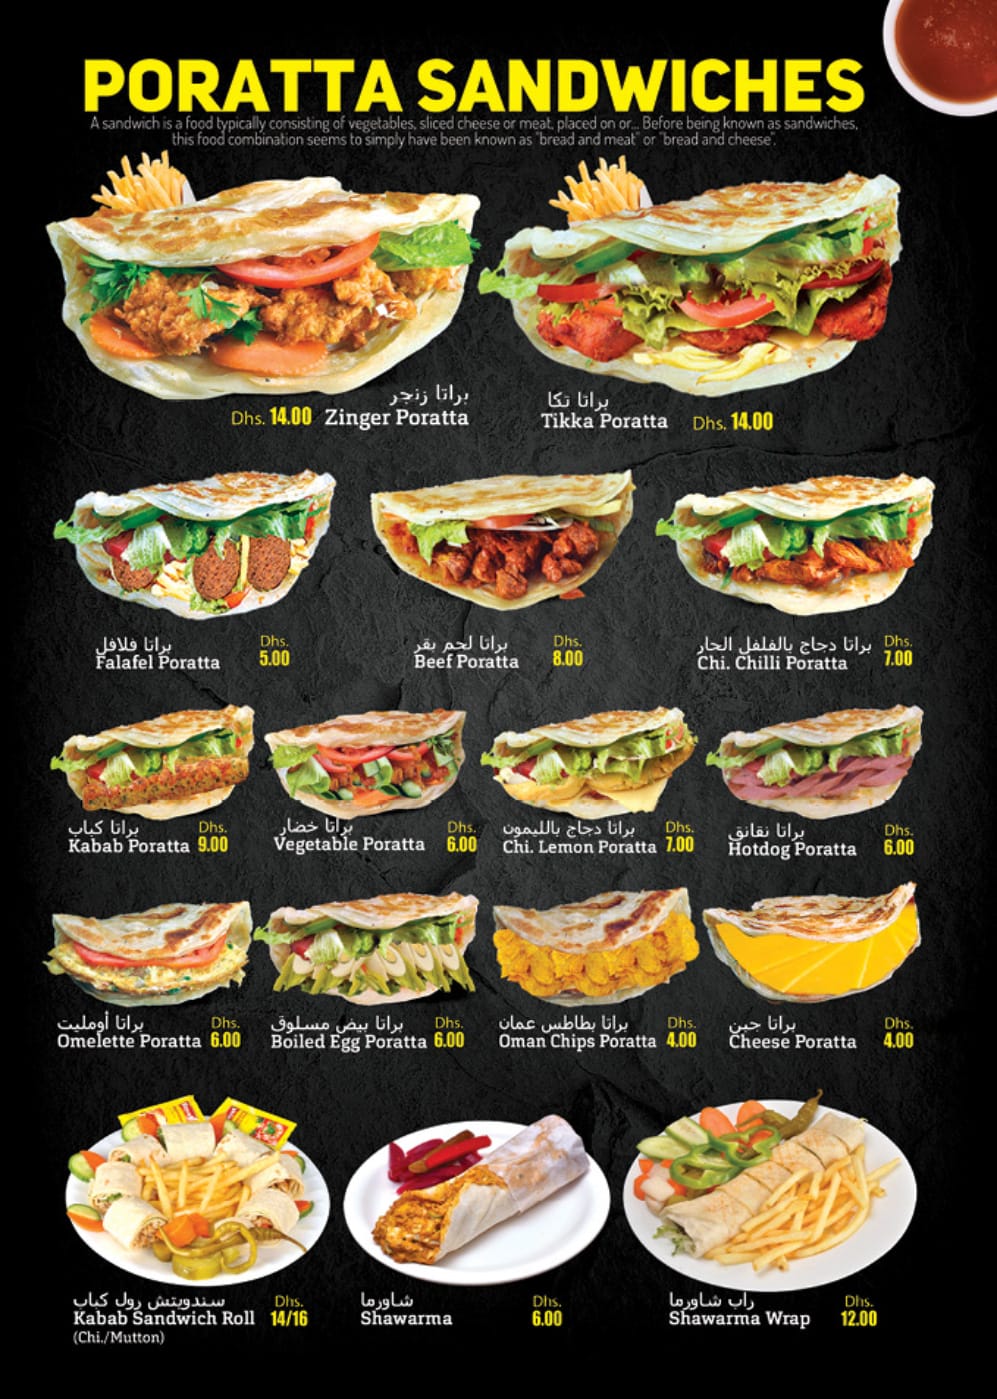 PORATTA SANDWICHES
A sandwich is a food typically consisting of vegetables, sliced cheese or meat, placed on or... Before being known as sandwiches,
this food combination seems to simply have been known as "bread and meat" or "bread and cheese".
براتا زنجر
Dhs. 14.00 Zinger Poratta
براتا تكا
Tikka Poratta Dhs. 14.00
براتا فلافل Dhs.
Falafel Poratta 5.00
براتا لحم بقر Dhs.
Beef Poratta 8.00
براتا دجاج بالفلفل الحار Dhs.
Chi. Chilli Poratta 7.00
براتا كباب Dhs.
Kabab Poratta 9.00
براتا خضار Dhs.
Vegetable Poratta 6.00
براتا دجاج بالليمون Dhs.
Chi. Lemon Poratta 7.00
براتا نقانق Dhs.
Hotdog Poratta 6.00
براتا أومليت Dhs.
Omelette Poratta 6.00
براتا بيض مسلوق Dhs.
Boiled Egg Poratta 6.00
براتا بطاطس عمان Dhs.
Oman Chips Poratta 4.00
براتا جبن Dhs.
Cheese Poratta 4.00
سندويتش رول كباب Dhs.
Kabab Sandwich Roll 14/16
(Chi./Mutton)
شاورما Dhs.
Shawarma 6.00
راب شاورما Dhs.
Shawarma Wrap 12.00